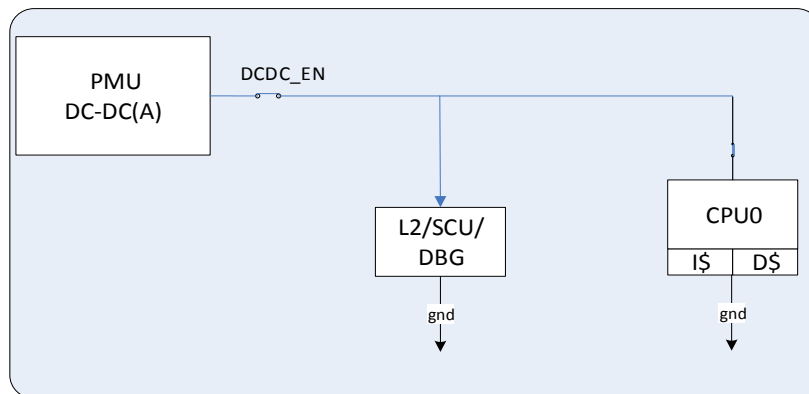 PMU
DC-DC(A)
DCDC_EN
L2/SCU/
DBG
gnd
CPU0
I$ D$
gnd